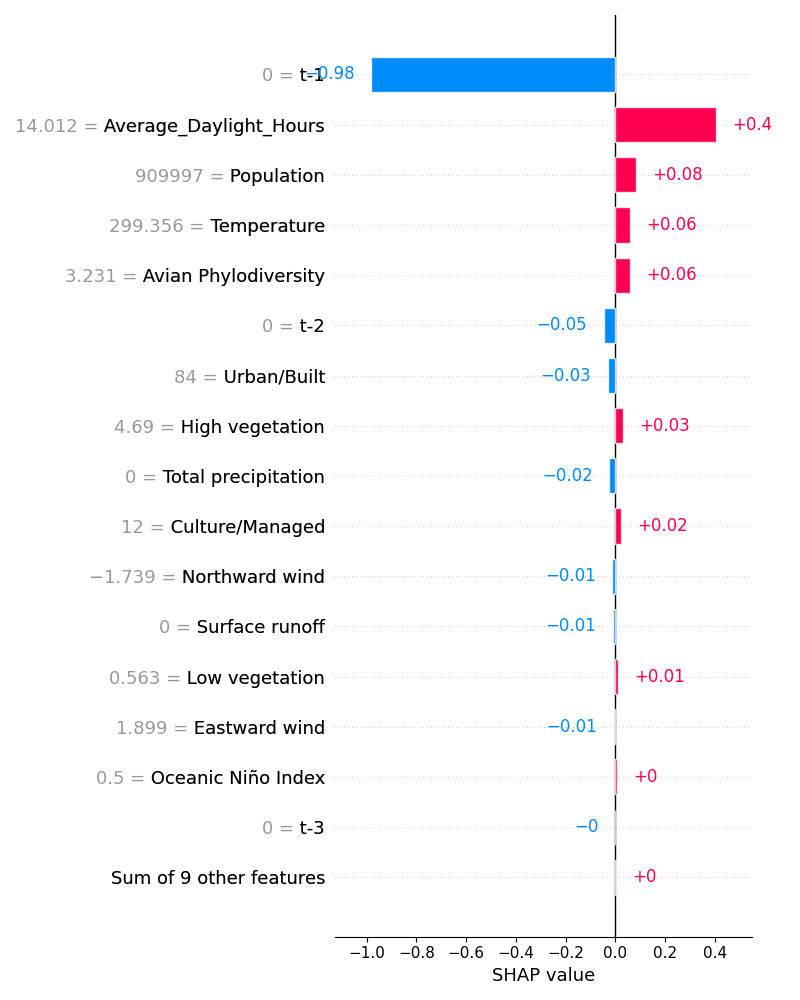 0 = t-1 −0.98
14.012 = Average_Daylight_Hours +0.4
909997 = Population +0.08
299.356 = Temperature +0.06
3.231 = Avian Phylodiversity +0.06
0 = t-2 −0.05
84 = Urban/Built −0.03
4.69 = High vegetation +0.03
0 = Total precipitation −0.02
12 = Culture/Managed +0.02
−1.739 = Northward wind −0.01
0 = Surface runoff −0.01
0.563 = Low vegetation +0.01
1.899 = Eastward wind −0.01
0.5 = Oceanic Niño Index +0
0 = t-3 −0
Sum of 9 other features +0
−1.0 −0.8 −0.6 −0.4 −0.2 0.0 0.2 0.4
SHAP value